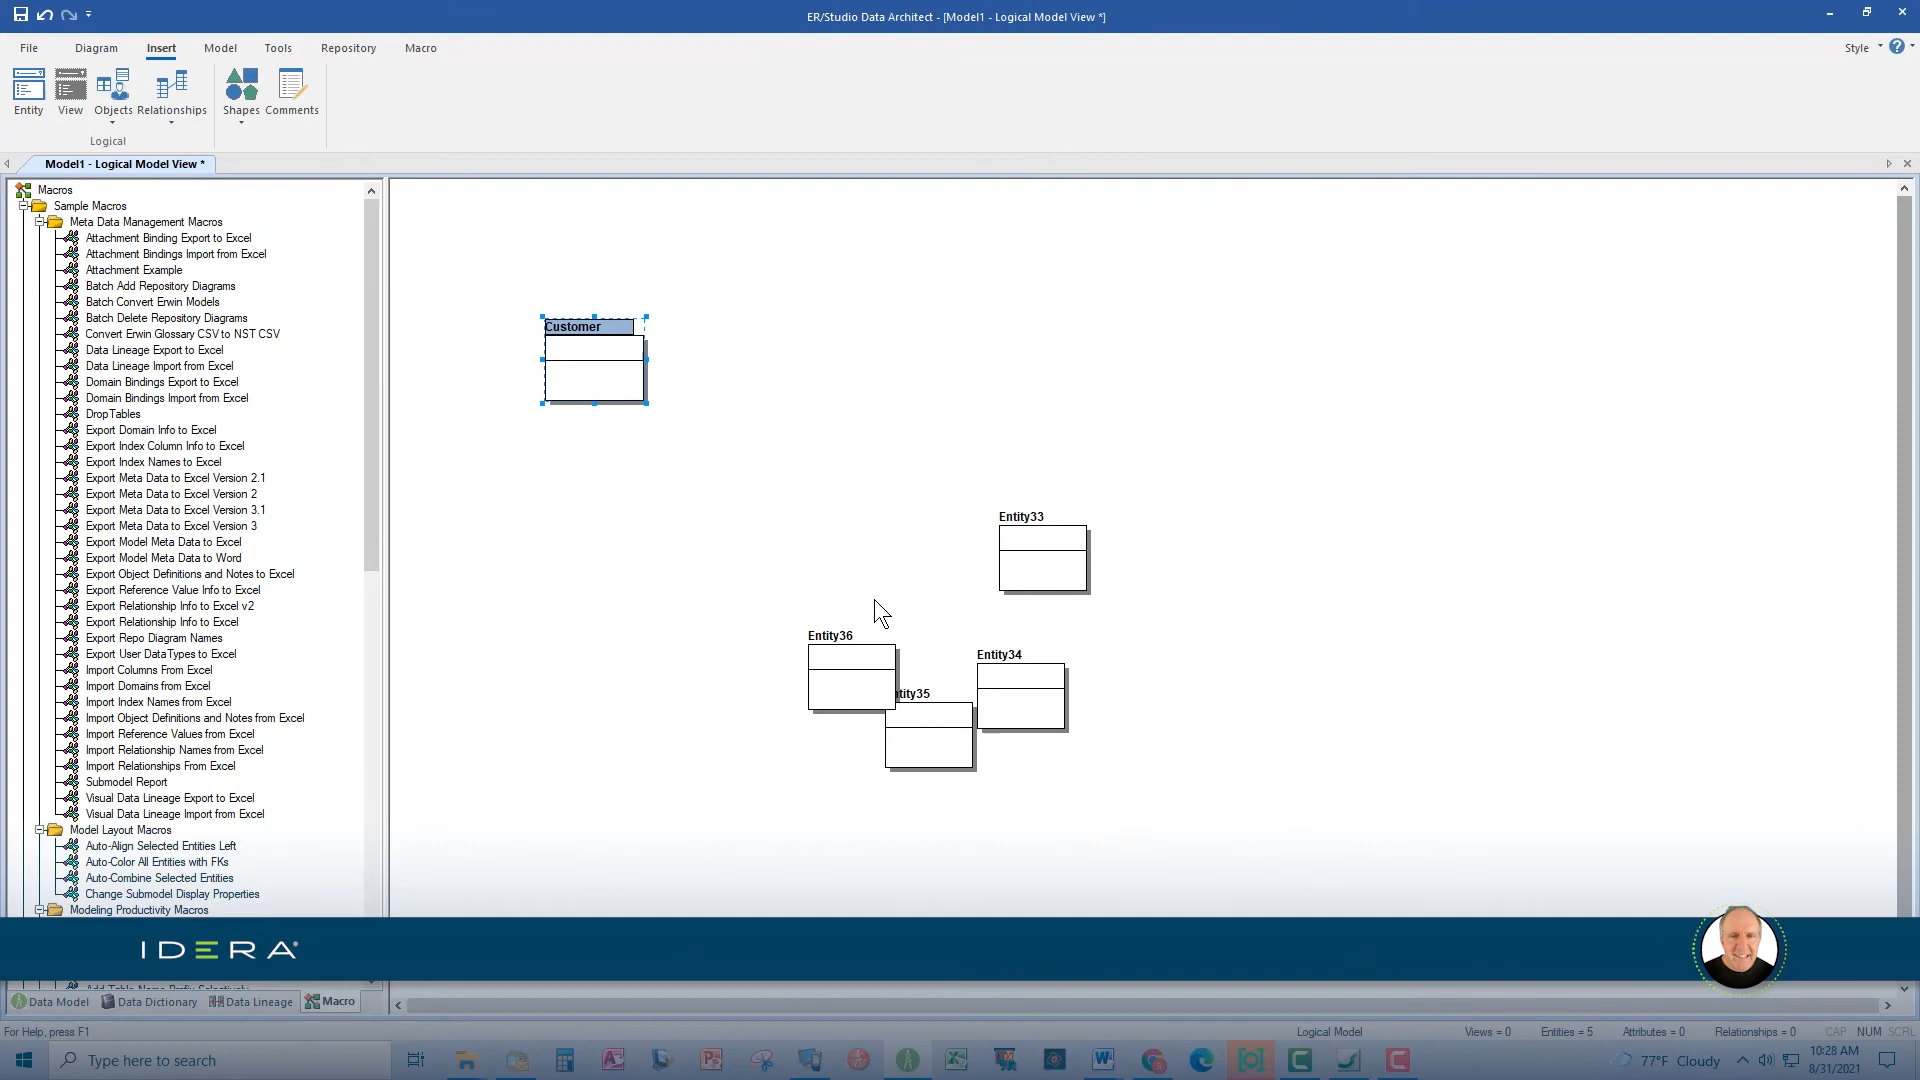 ER/Studio Data Architect - [Model1 - Logical Model View *]
File Diagram Insert Model Tools Repository Macro
Style
Entity View Objects Relationships Shapes Comments
Logical
Model1 - Logical Model View *
Macros
Sample Macros
Meta Data Management Macros
Attachment Binding Export to Excel
Attachment Bindings Import from Excel
Attachment Example
Batch Add Repository Diagrams
Batch Convert Erwin Models
Batch Delete Repository Diagrams
Convert Erwin Glossary CSV to NST CSV
Data Lineage Export to Excel
Data Lineage Import from Excel
Domain Bindings Export to Excel
Domain Bindings Import from Excel
DropTables
Export Domain Info to Excel
Export Index Column Info to Excel
Export Index Names to Excel
Export Meta Data to Excel Version 2.1
Export Meta Data to Excel Version 2
Export Meta Data to Excel Version 3.1
Export Meta Data to Excel Version 3
Export Model Meta Data to Excel
Export Model Meta Data to Word
Export Object Definitions and Notes to Excel
Export Reference Value Info to Excel
Export Relationship Info to Excel v2
Export Relationship Info to Excel
Export Repo Diagram Names
Export User DataTypes to Excel
Import Columns From Excel
Import Domains from Excel
Import Index Names from Excel
Import Object Definitions and Notes from Excel
Import Reference Values from Excel
Import Relationship Names from Excel
Import Relationships From Excel
Submodel Report
Visual Data Lineage Export to Excel
Visual Data Lineage Import from Excel
Model Layout Macros
Auto-Align Selected Entities Left
Auto-Color All Entities with FKs
Auto-Combine Selected Entities
Change Submodel Display Properties
Modeling Productivity Macros
Customer
Entity33
Entity36
Entity34
tity35
IDERA
Data Model Data Dictionary Data Lineage Macro
For Help, press F1
Logical Model Views = 0 Entities = 5 Attributes = 0 Relationships = 0 CAP NUM SCRL
Type here to search
77°F Cloudy
10:28 AM
8/31/2021